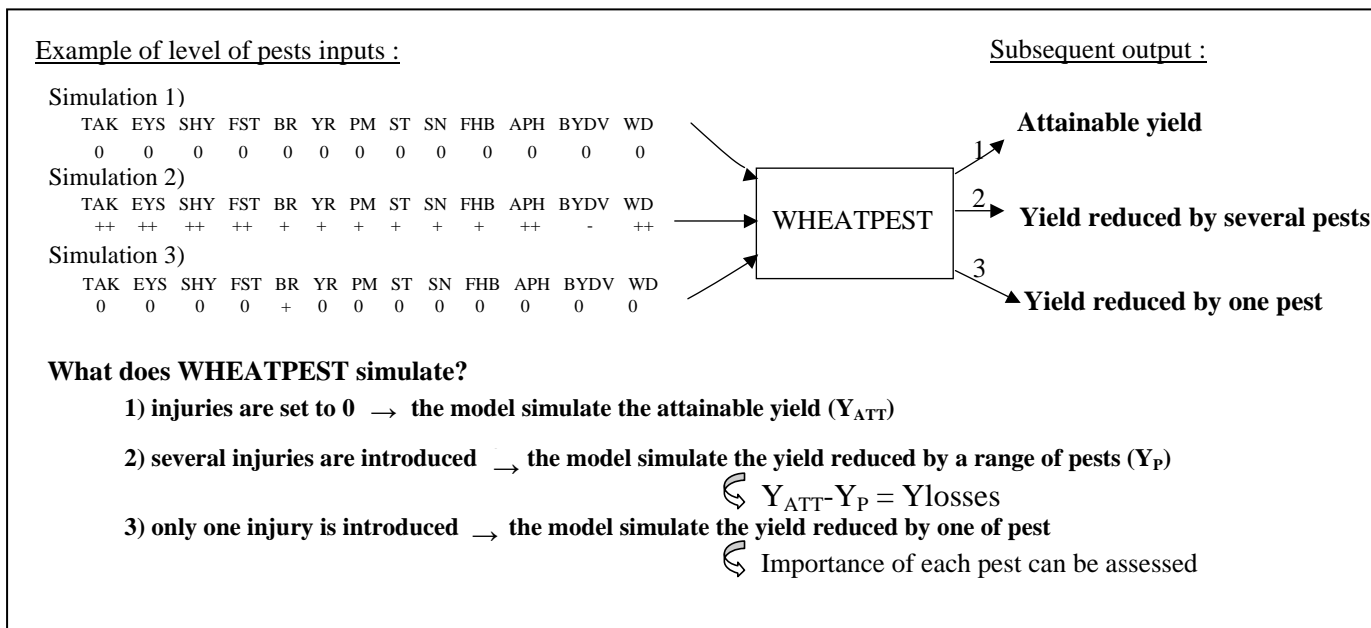 Example of level of pests inputs :
Subsequent output :
Simulation 1)
TAK EYS SHY FST BR YR PM ST SN FHB APH BYDV WD
0 0 0 0 0 0 0 0 0 0 0 0 0
Simulation 2)
TAK EYS SHY FST BR YR PM ST SN FHB APH BYDV WD
++ ++ ++ ++ + + + + + + ++ - ++
Simulation 3)
TAK EYS SHY FST BR YR PM ST SN FHB APH BYDV WD
0 0 0 0 + 0 0 0 0 0 0 0 0
WHEATPEST
1
Attainable yield
2
Yield reduced by several pests
3
Yield reduced by one pest
What does WHEATPEST simulate?
1) injuries are set to 0 → the model simulate the attainable yield (YATT)
2) several injuries are introduced → the model simulate the yield reduced by a range of pests (YP)
YATT-YP = Ylosses
3) only one injury is introduced → the model simulate the yield reduced by one of pest
Importance of each pest can be assessed